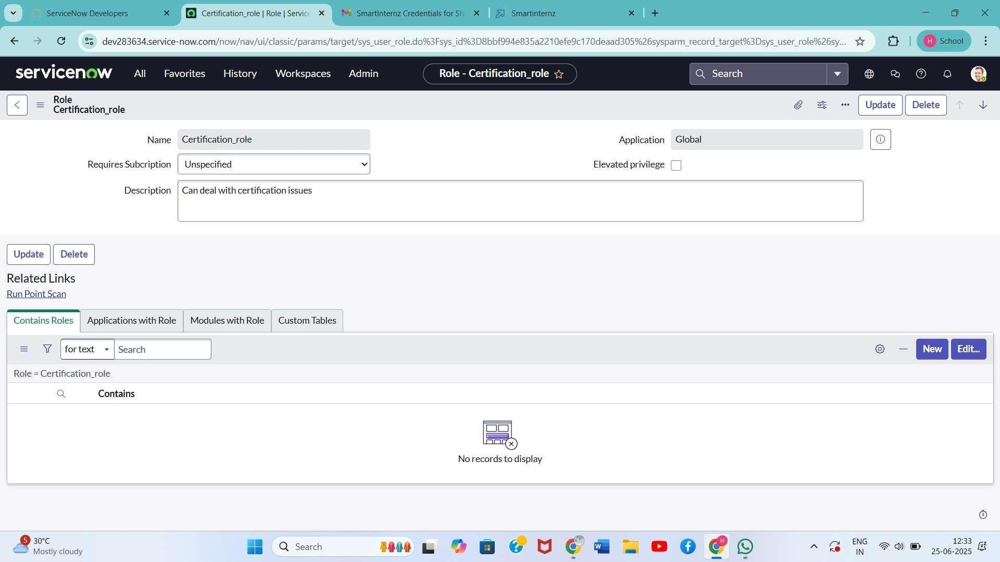 ServiceNow Developers
Certification_role | Role | Service
SmartInternz Credentials for Sh
Smartinternz
dev283634.service-now.com/now/nav/ui/classic/params/target/sys_user_role.do%3Fsys_id%3D8bbf994e835a2210efe9c170deaad305%26sysparm_record_target%3Dsys_user_role%26sy...
H School
servicenow
All Favorites History Workspaces Admin
Role - Certification_role
Search
Role
Certification_role
Update Delete
Name Certification_role
Application Global
Requires Subcription Unspecified
Elevated privilege
Description Can deal with certification issues
Update Delete
Related Links
Run Point Scan
Contains Roles Applications with Role Modules with Role Custom Tables
for text Search
New Edit...
Role = Certification_role
Contains
No records to display
5
30°C
Mostly cloudy
Search
W
H
ENG
IN
12:33
25-06-2025